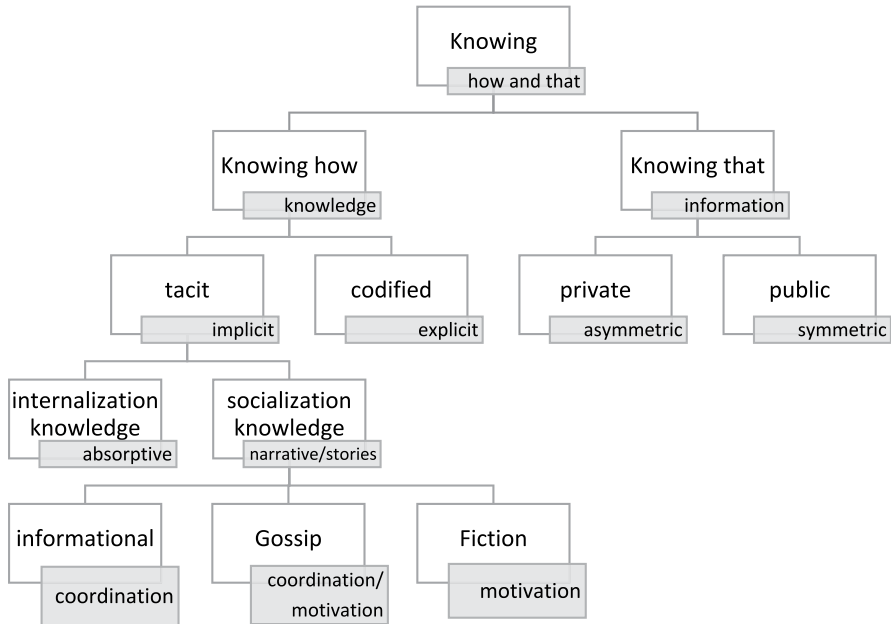 Knowing
how and that
Knowing how
knowledge
Knowing that
information
tacit
implicit
codified
explicit
private
asymmetric
public
symmetric
internalization
knowledge
absorptive
socialization
knowledge
narrative/stories
informational
coordination
Gossip
coordination/
motivation
Fiction
motivation